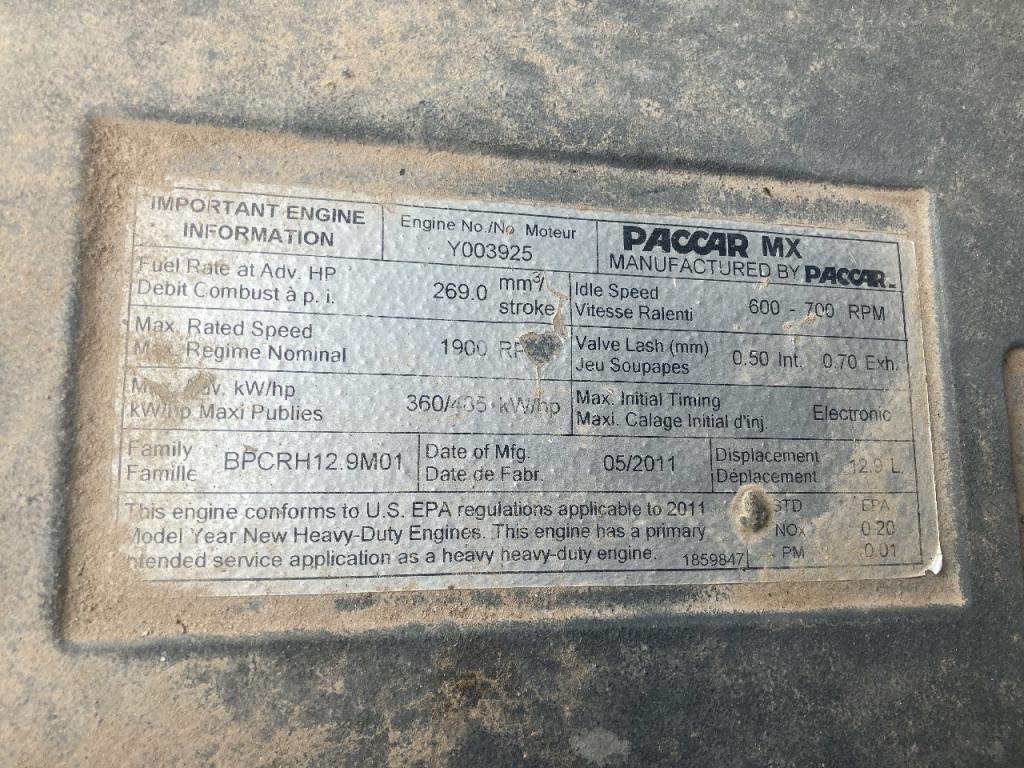 IMPORTANT ENGINE
INFORMATION
Engine No./No. Moteur
Y003925
PACCAR MX
MANUFACTURED BY PACCAR
Fuel Rate at Adv. HP
Debit Combust à p. i.
269.0 mm3/
stroke
Idle Speed
Vitesse Ralenti
600 - 700 RPM
Max. Rated Speed
Regime Nominal
1900
Valve Lash (mm)
Jeu Soupapes
0.50 Int. 0.70 Exh.
kW/hp
kW/hp Maxi Publies
360/485 kW/hp
Max. Initial Timing
Maxi. Calage Initial d'inj.
Electronic
Family
Famille
BPCRH12.9M01
Date of Mfg.
Date de Fabr.
05/2011
Displacement
Déplacement
12.9 L
This engine conforms to U.S. EPA regulations applicable to 2011
Model Year New Heavy-Duty Engines. This engine has a primary
intended service application as a heavy heavy-duty engine.
1859847
STD EPA
NOx 0.20
PM 0.01